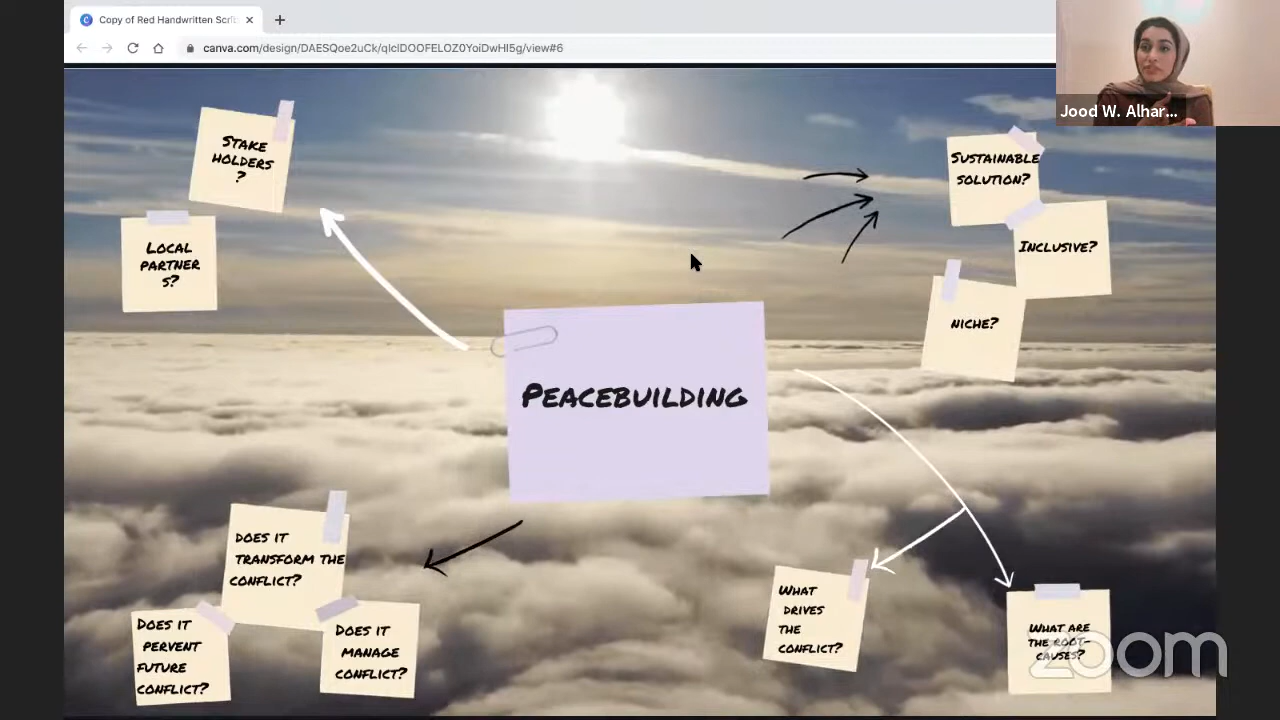 Copy of Red Handwritten Scri
canva.com/design/DAESQoe2uCk/qIclDOOFELOZ0YoiDwHI5g/view#6
Jood W. Alhar...
STAKE
HOLDERS
?
LOCAL
PARTNER
S?
SUSTAINABLE
SOLUTION?
INCLUSIVE?
NICHE?
PEACEBUILDING
DOES IT
TRANSFORM THE
CONFLICT?
DOES IT
PERVENT
FUTURE
CONFLICT?
DOES IT
MANAGE
CONFLICT?
WHAT
DRIVES
THE
CONFLICT?
WHAT ARE
THE ROOT-
CAUSES?
zoom